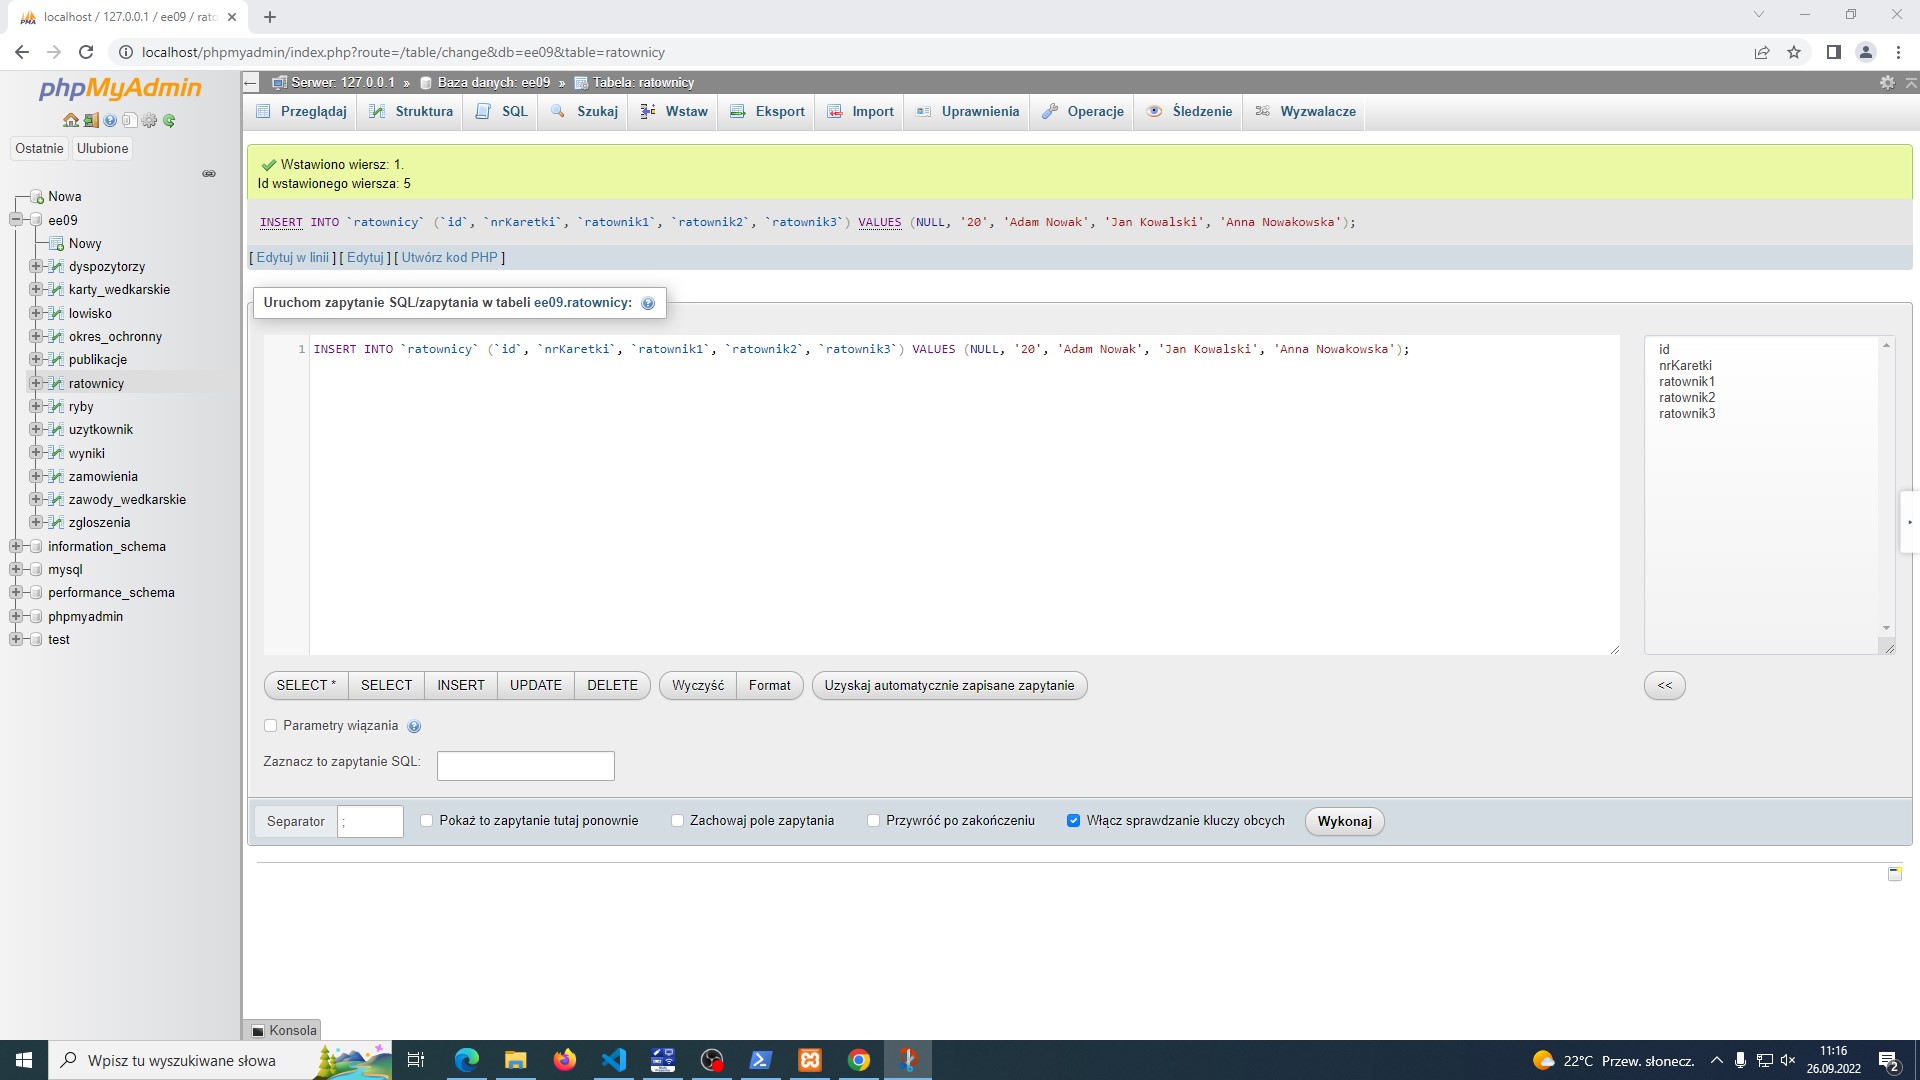 localhost / 127.0.0.1 / ee09 / rato
localhost/phpmyadmin/index.php?route=/table/change&db=ee09&table=ratownicy
phpMyAdmin
Ostatnie Ulubione
Nowa
ee09
Nowy
dyspozytorzy
karty_wedkarskie
lowisko
okres_ochronny
publikacje
ratownicy
ryby
uzytkownik
wyniki
zamowienia
zawody_wedkarskie
zgloszenia
information_schema
mysql
performance_schema
phpmyadmin
test
Serwer: 127.0.0.1 » Baza danych: ee09 » Tabela: ratownicy
Przeglądaj Struktura SQL Szukaj Wstaw Eksport Import Uprawnienia Operacje Śledzenie Wyzwalacze
Wstawiono wiersz: 1.
Id wstawionego wiersza: 5
INSERT INTO `ratownicy` (`id`, `nrKaretki`, `ratownik1`, `ratownik2`, `ratownik3`) VALUES (NULL, '20', 'Adam Nowak', 'Jan Kowalski', 'Anna Nowakowska');
[ Edytuj w linii ] [ Edytuj ] [ Utwórz kod PHP ]
Uruchom zapytanie SQL/zapytania w tabeli ee09.ratownicy:
1 INSERT INTO `ratownicy` (`id`, `nrKaretki`, `ratownik1`, `ratownik2`, `ratownik3`) VALUES (NULL, '20', 'Adam Nowak', 'Jan Kowalski', 'Anna Nowakowska');
id
nrKaretki
ratownik1
ratownik2
ratownik3
SELECT * SELECT INSERT UPDATE DELETE Wyczyść Format Uzyskaj automatycznie zapisane zapytanie <<
Parametry wiązania
Zaznacz to zapytanie SQL:
Separator ; Pokaż to zapytanie tutaj ponownie Zachowaj pole zapytania Przywróć po zakończeniu Włącz sprawdzanie kluczy obcych Wykonaj
Konsola
Wpisz tu wyszukiwane słowa
22°C Przew. słonecz.
11:16
26.09.2022
2